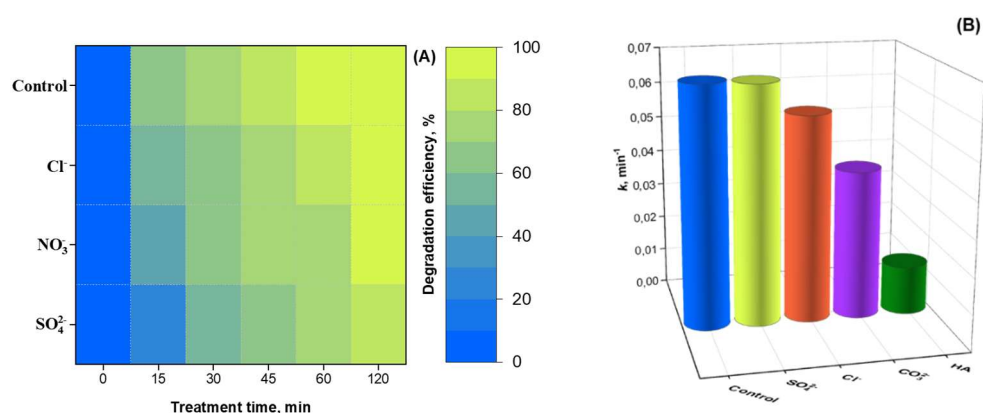 (A)
Control
Cl⁻
NO₃⁻
SO₄²⁻
0 15 30 45 60 120
Treatment time, min
Degradation efficiency, %
100
80
60
40
20
0
(B)
0,07
0,06
0,05
0,04
0,03
0,02
0,01
0,00
k, min⁻¹
Control
SO₄²⁻
Cl⁻
CO₃²⁻
HA